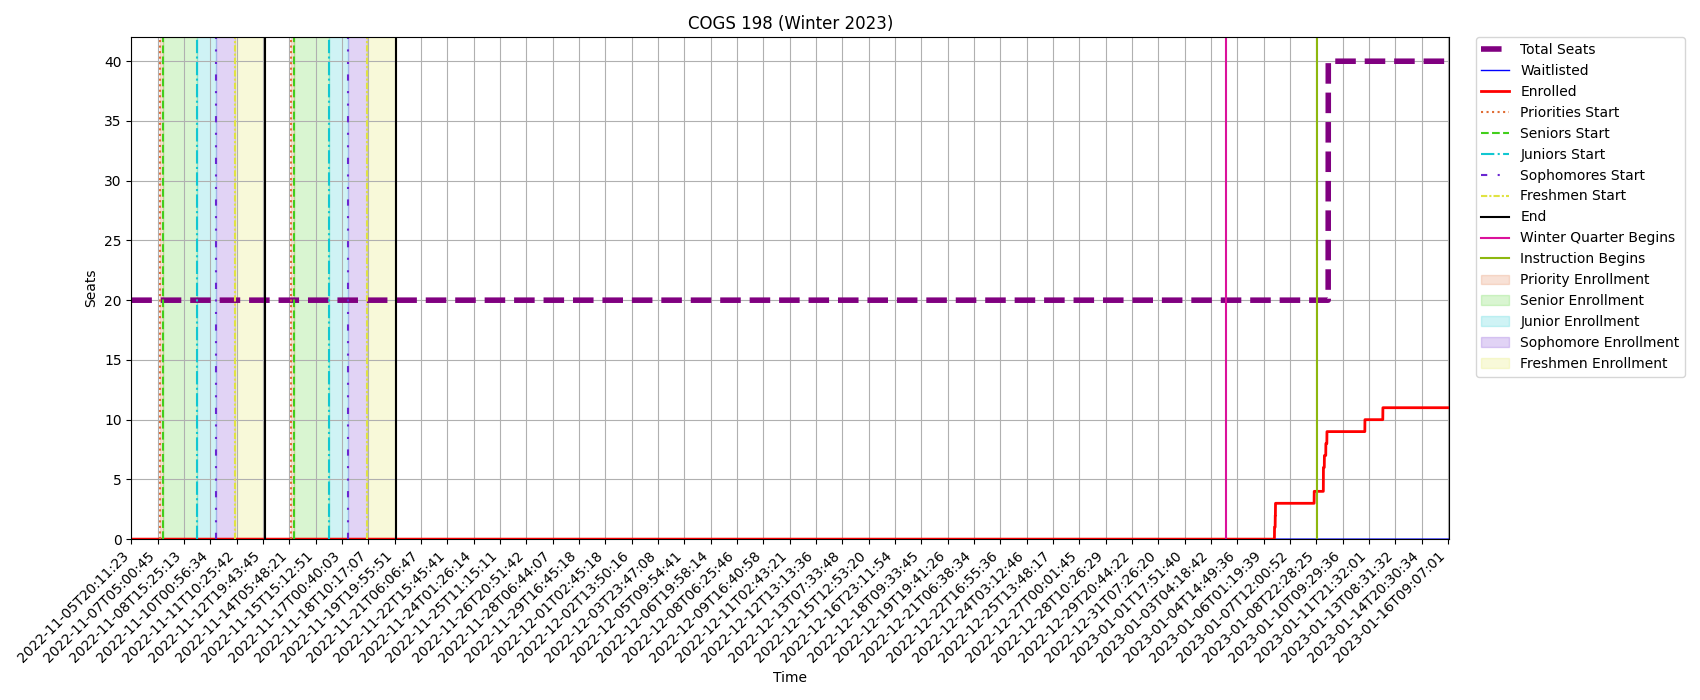 COGS 198 (Winter 2023)
Total Seats
Waitlisted
Enrolled
Priorities Start
Seniors Start
Juniors Start
Sophomores Start
Freshmen Start
End
Winter Quarter Begins
Instruction Begins
Priority Enrollment
Senior Enrollment
Junior Enrollment
Sophomore Enrollment
Freshmen Enrollment
Seats
40
35
30
25
20
15
10
5
0
2022-11-05T20:11:23
2022-11-07T05:00:45
2022-11-08T15:25:13
2022-11-10T00:56:34
2022-11-11T10:25:42
2022-11-12T19:43:45
2022-11-14T05:48:21
2022-11-15T15:12:51
2022-11-17T00:40:03
2022-11-18T10:17:07
2022-11-19T19:55:51
2022-11-21T06:06:47
2022-11-22T15:45:41
2022-11-24T01:26:14
2022-11-25T11:15:11
2022-11-26T20:51:42
2022-11-28T06:44:07
2022-11-29T16:45:18
2022-12-01T02:45:18
2022-12-02T13:50:16
2022-12-03T23:47:08
2022-12-05T09:54:41
2022-12-06T19:58:14
2022-12-08T06:25:46
2022-12-09T16:40:58
2022-12-11T02:43:21
2022-12-12T13:13:36
2022-12-13T07:33:48
2022-12-15T12:53:20
2022-12-16T23:11:54
2022-12-18T09:33:45
2022-12-19T19:41:26
2022-12-21T06:38:34
2022-12-22T16:55:36
2022-12-24T03:12:46
2022-12-25T13:48:17
2022-12-27T00:01:45
2022-12-28T10:26:29
2022-12-29T20:44:22
2022-12-31T07:26:20
2023-01-01T17:51:40
2023-01-03T04:18:42
2023-01-04T14:49:36
2023-01-06T01:19:39
2023-01-07T12:00:52
2023-01-08T22:28:25
2023-01-10T09:29:36
2023-01-11T21:32:01
2023-01-13T08:31:32
2023-01-14T20:30:34
2023-01-16T09:07:01
Time